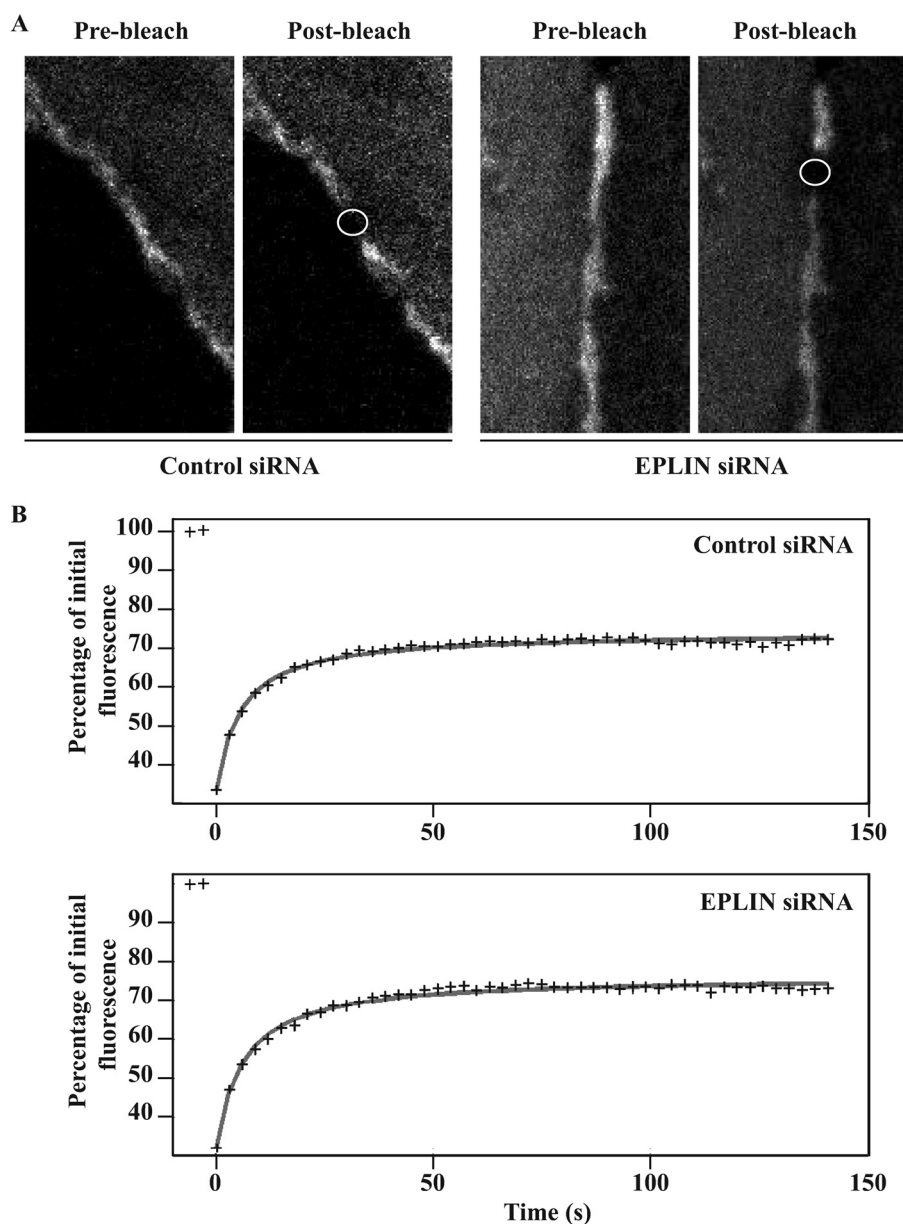 A
Pre-bleach Post-bleach Pre-bleach Post-bleach
Control siRNA EPLIN siRNA
B
Percentage of initial
fluorescence
100
90
80
70
60
50
40
Control siRNA
0 50 100 150
Percentage of initial
fluorescence
90
80
70
60
50
40
EPLIN siRNA
0 50 100 150
Time (s)